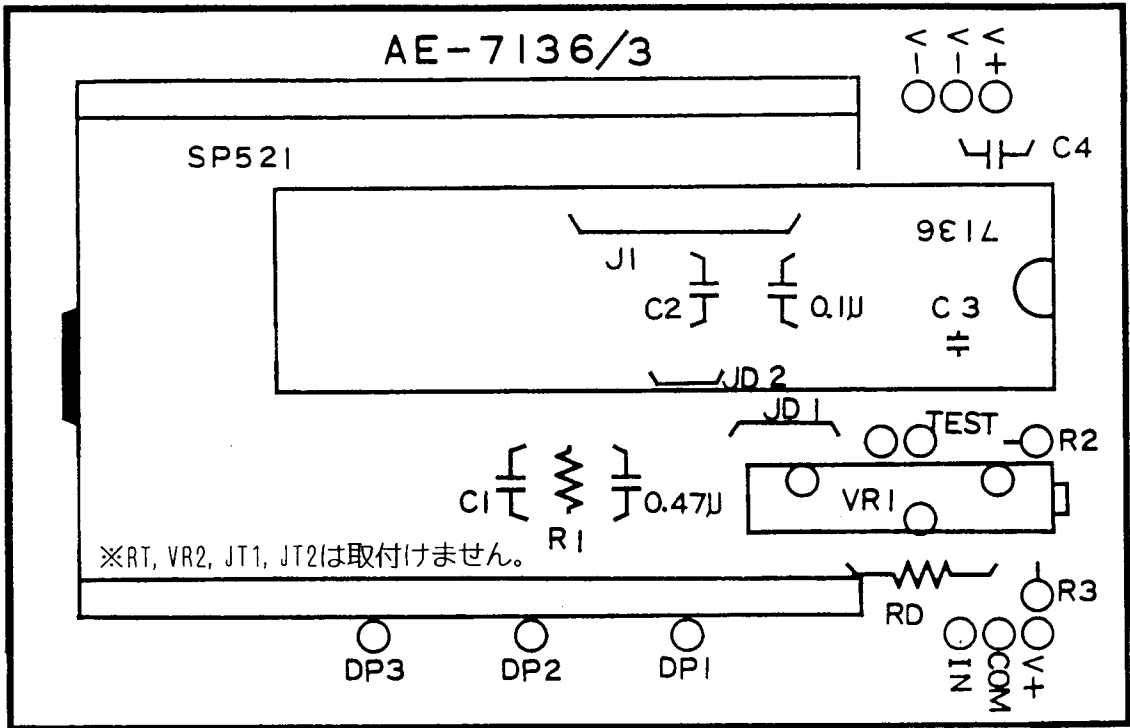 AE-7136/3
V-
V-
V+
SP521
C4
7136
J1
C2
0.1μ
C3
JD2
JD1
TEST
R2
C1
R1
0.47μ
VR1
※RT, VR2, JT1, JT2は取付けません。
RD
R3
DP3
DP2
DP1
IN
COM
V+